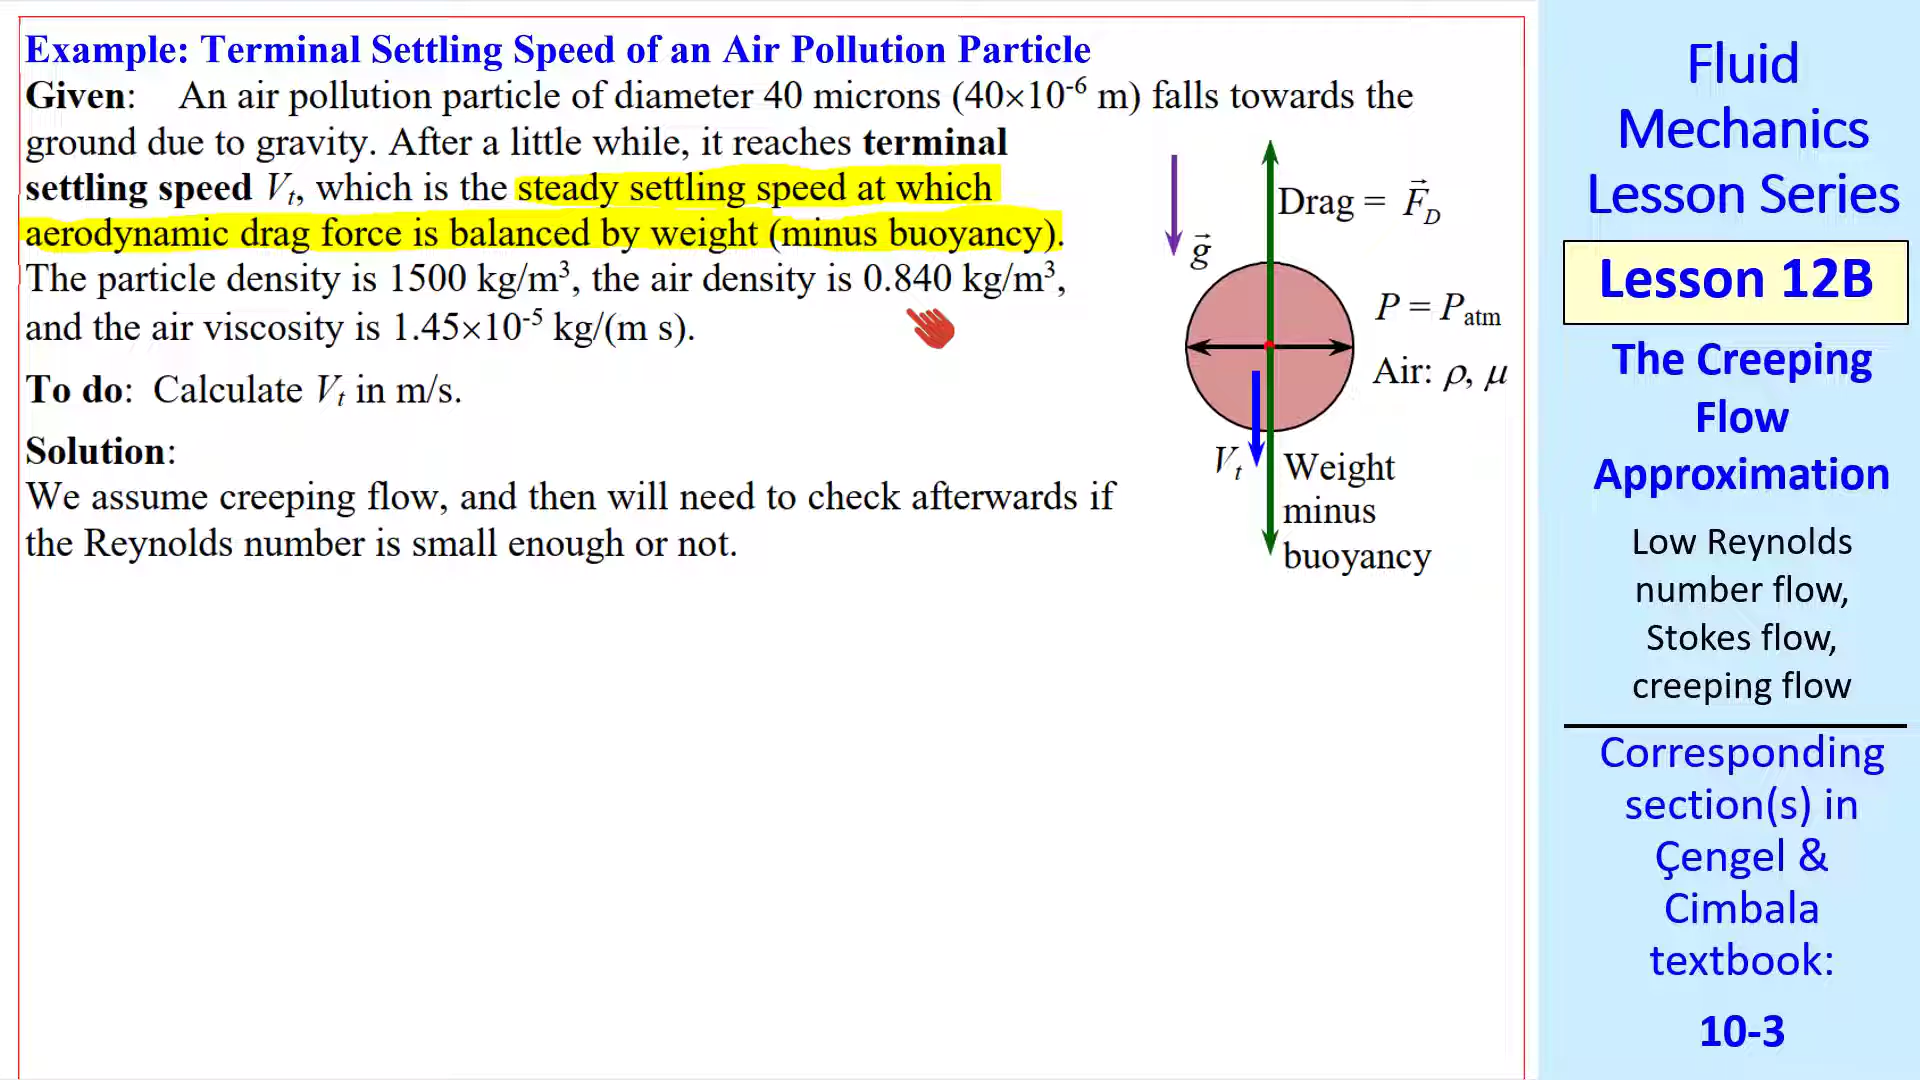 Example: Terminal Settling Speed of an Air Pollution Particle
Given: An air pollution particle of diameter 40 microns (40×10⁻⁶ m) falls towards the
ground due to gravity. After a little while, it reaches terminal
settling speed Vₜ, which is the steady settling speed at which
aerodynamic drag force is balanced by weight (minus buoyancy).
The particle density is 1500 kg/m³, the air density is 0.840 kg/m³,
and the air viscosity is 1.45×10⁻⁵ kg/(m s).
To do: Calculate Vₜ in m/s.
Solution:
We assume creeping flow, and then will need to check afterwards if
the Reynolds number is small enough or not.
Drag = F⃗_D
g⃗
P = P_atm
Air: ρ, μ
Vₜ
Weight
minus
buoyancy
Fluid
Mechanics
Lesson Series
Lesson 12B
The Creeping
Flow
Approximation
Low Reynolds
number flow,
Stokes flow,
creeping flow
Corresponding
section(s) in
Çengel &
Cimbala
textbook:
10-3